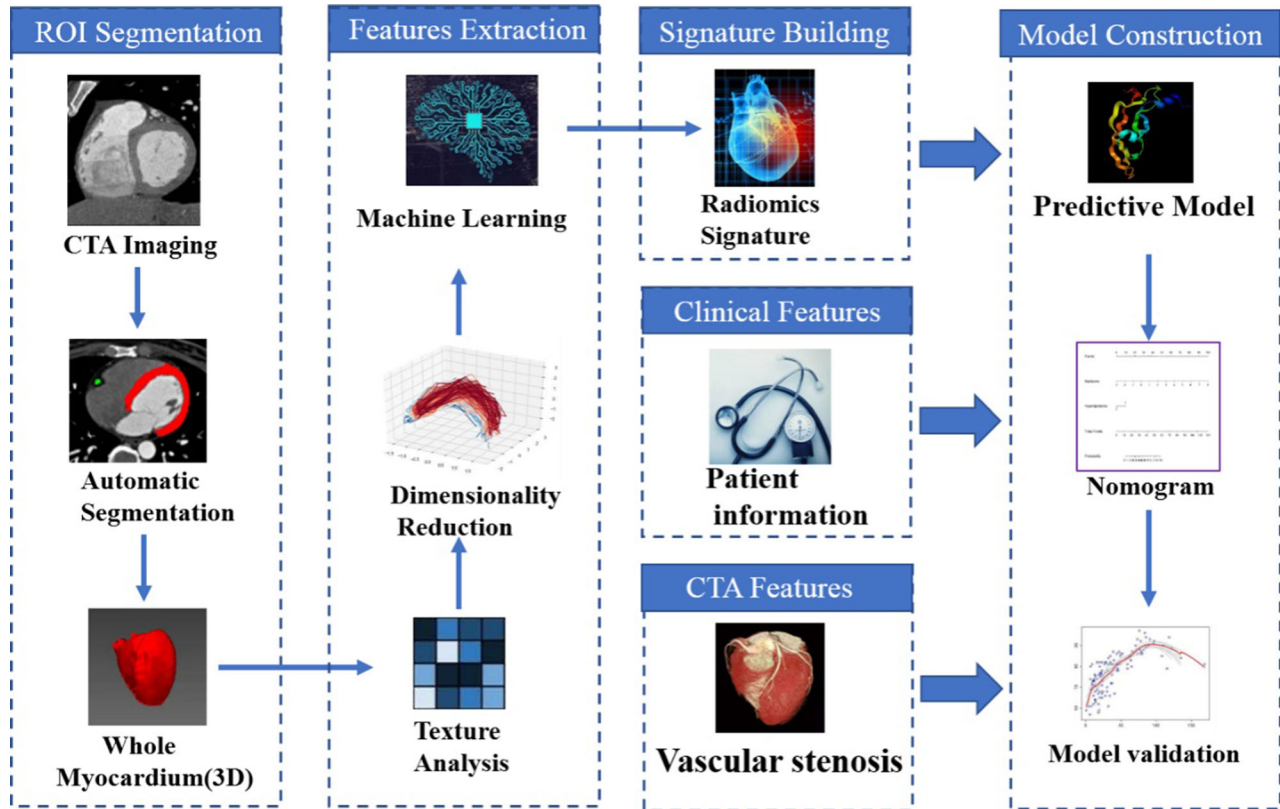 ROI Segmentation
CTA Imaging
Automatic
Segmentation
Whole
Myocardium(3D)
Features Extraction
Machine Learning
Dimensionality
Reduction
Texture
Analysis
Signature Building
Radiomics
Signature
Clinical Features
Patient
information
CTA Features
Vascular stenosis
Model Construction
Predictive Model
Nomogram
Model validation